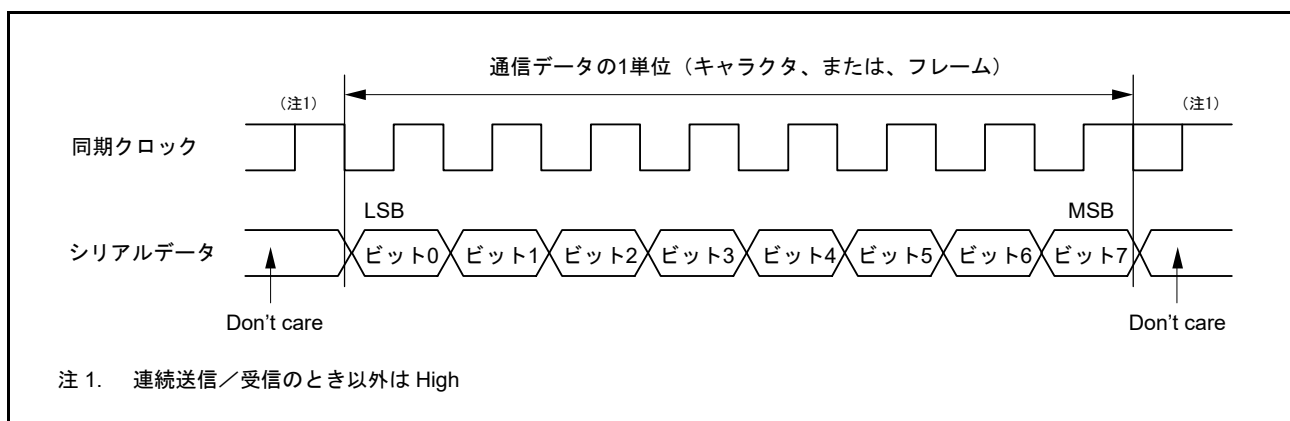 通信データの1単位（キャラクタ、または、フレーム）
（注1） （注1）
同期クロック
LSB MSB
シリアルデータ ビット0 ビット1 ビット2 ビット3 ビット4 ビット5 ビット6 ビット7
Don't care Don't care
注 1. 連続送信／受信のとき以外は High